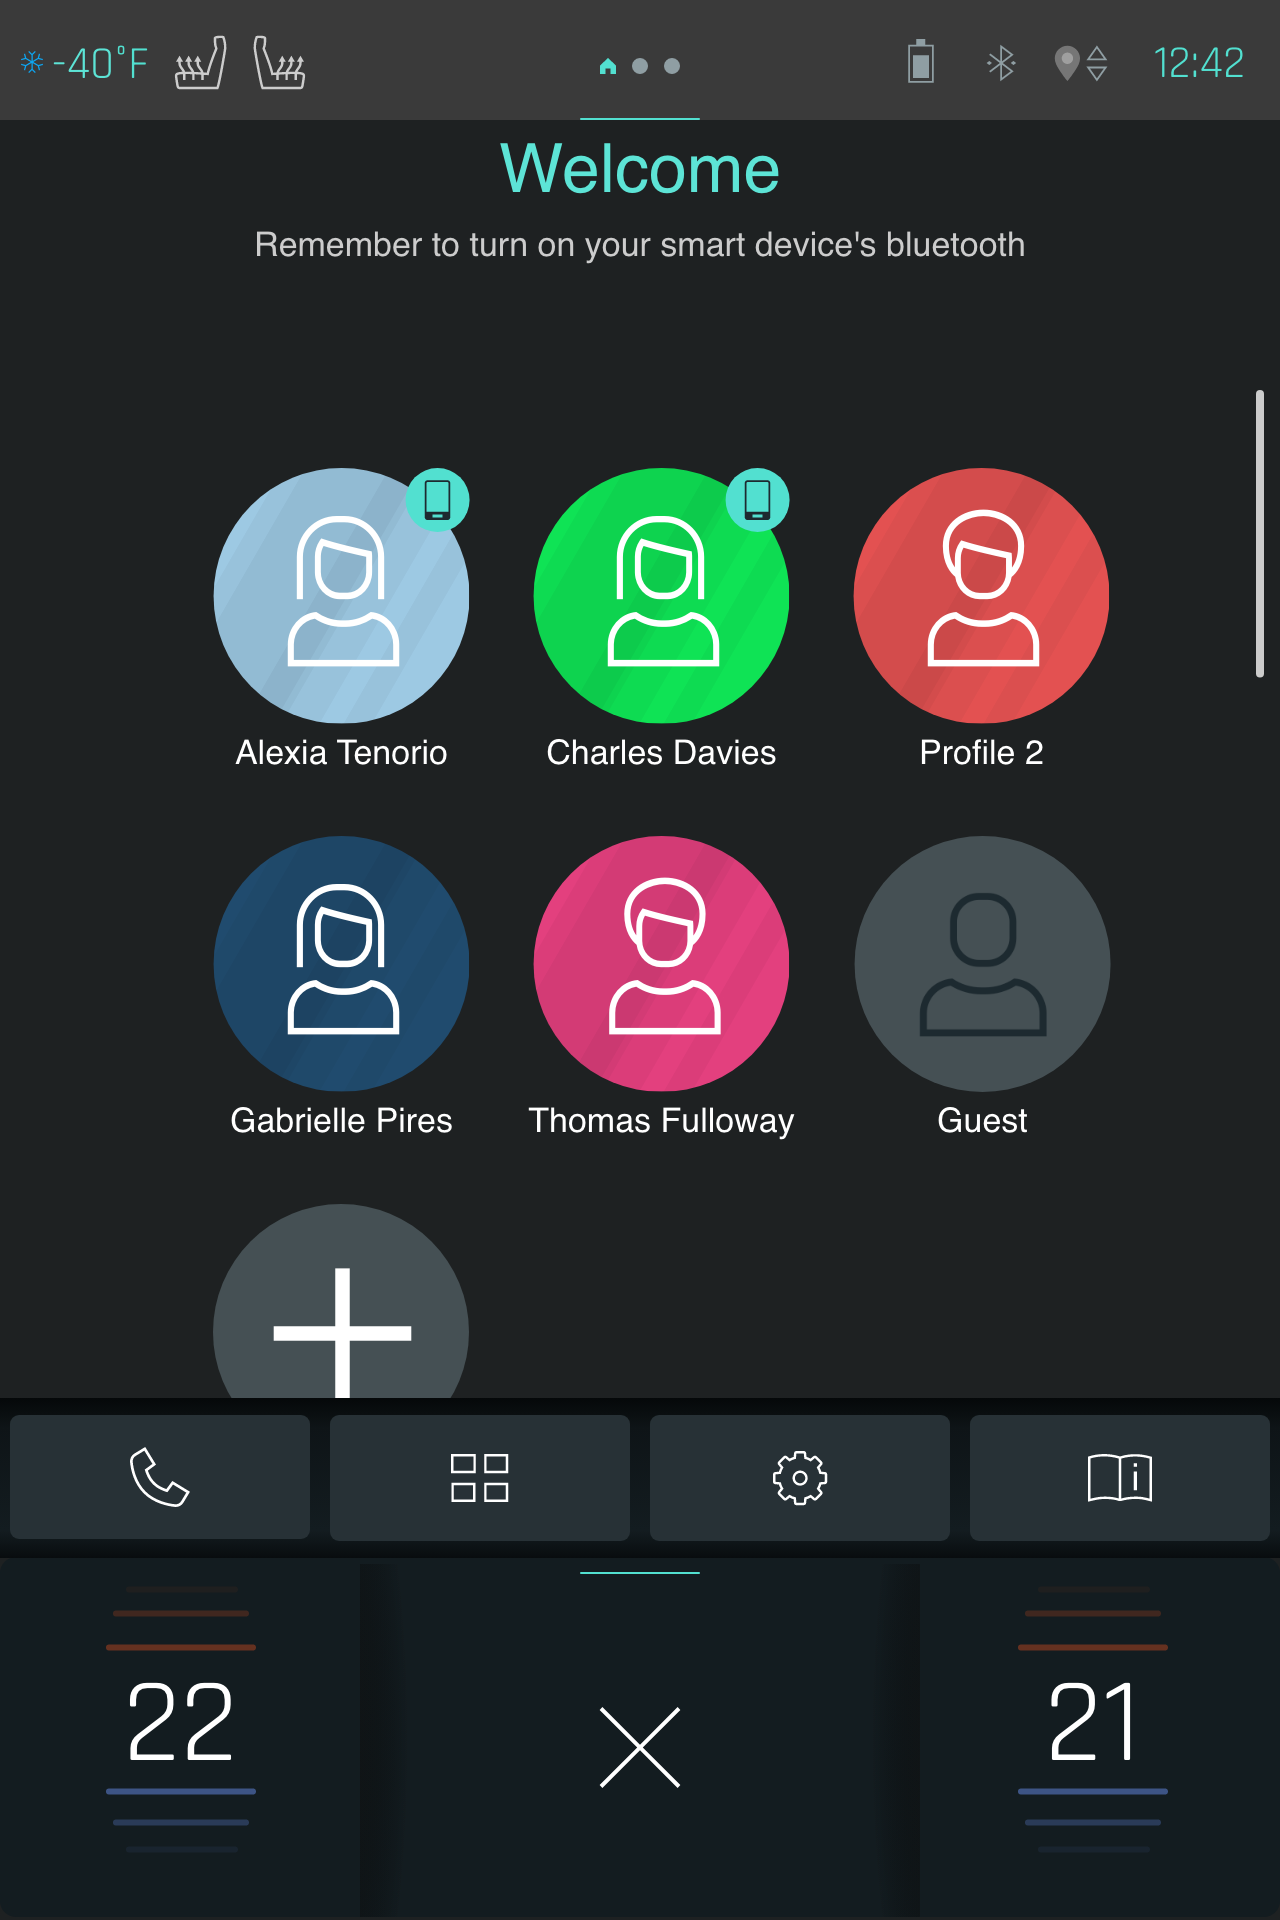 -40°F
12:42
Welcome
Remember to turn on your smart device's bluetooth
Alexia Tenorio
Charles Davies
Profile 2
Gabrielle Pires
Thomas Fulloway
Guest
22
21